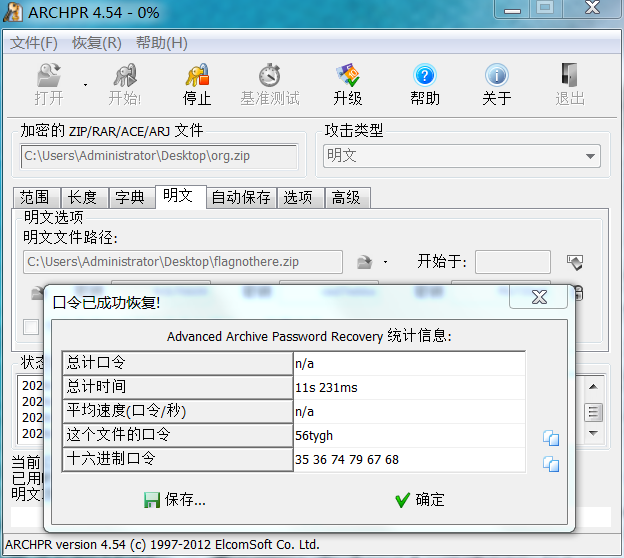 ARCHPR 4.54 - 0%
文件(F) 恢复(R) 帮助(H)
打开 开始! 停止 基准测试 升级 帮助 关于 退出
加密的 ZIP/RAR/ACE/ARJ 文件 攻击类型
C:\Users\Administrator\Desktop\org.zip 明文
范围 长度 字典 明文 自动保存 选项 高级
明文选项
明文文件路径:
C:\Users\Administrator\Desktop\flagnothere.zip 开始于:
口令已成功恢复!
Advanced Archive Password Recovery 统计信息:
总计口令 n/a
总计时间 11s 231ms
平均速度(口令/秒) n/a
这个文件的口令 56tygh
十六进制口令 35 36 74 79 67 68
保存... 确定
状态
202
202
202
202
当前
已用
明文
ARCHPR version 4.54 (c) 1997-2012 ElcomSoft Co. Ltd.